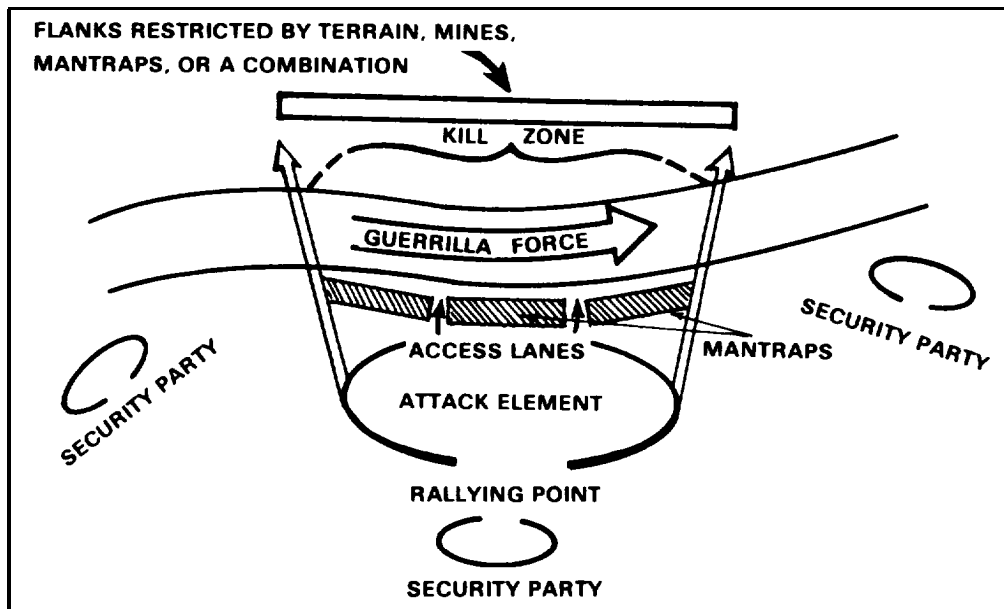 FLANKS RESTRICTED BY TERRAIN, MINES,
MANTRAPS, OR A COMBINATION
KILL ZONE
GUERRILLA FORCE
SECURITY PARTY
ACCESS LANES
MANTRAPS
SECURITY PARTY
ATTACK ELEMENT
RALLYING POINT
SECURITY PARTY